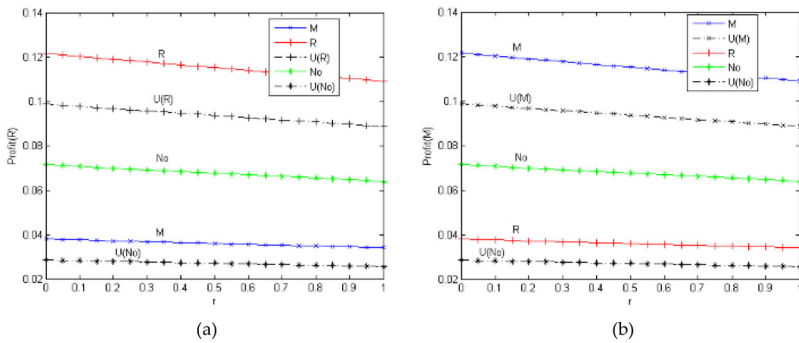 0.14
0.12
0.1
0.08
0.06
0.04
0.02
Profit(R)
M
R
U(R)
No
U(No)
R
U(R)
No
M
U(No)
0 0.1 0.2 0.3 0.4 0.5 0.6 0.7 0.8 0.9 1
r
(a)
0.14
0.12
0.1
0.08
0.06
0.04
0.02
Profit(M)
M
U(M)
R
No
U(No)
M
U(M)
No
R
U(No)
0 0.1 0.2 0.3 0.4 0.5 0.6 0.7 0.8 0.9 1
r
(b)